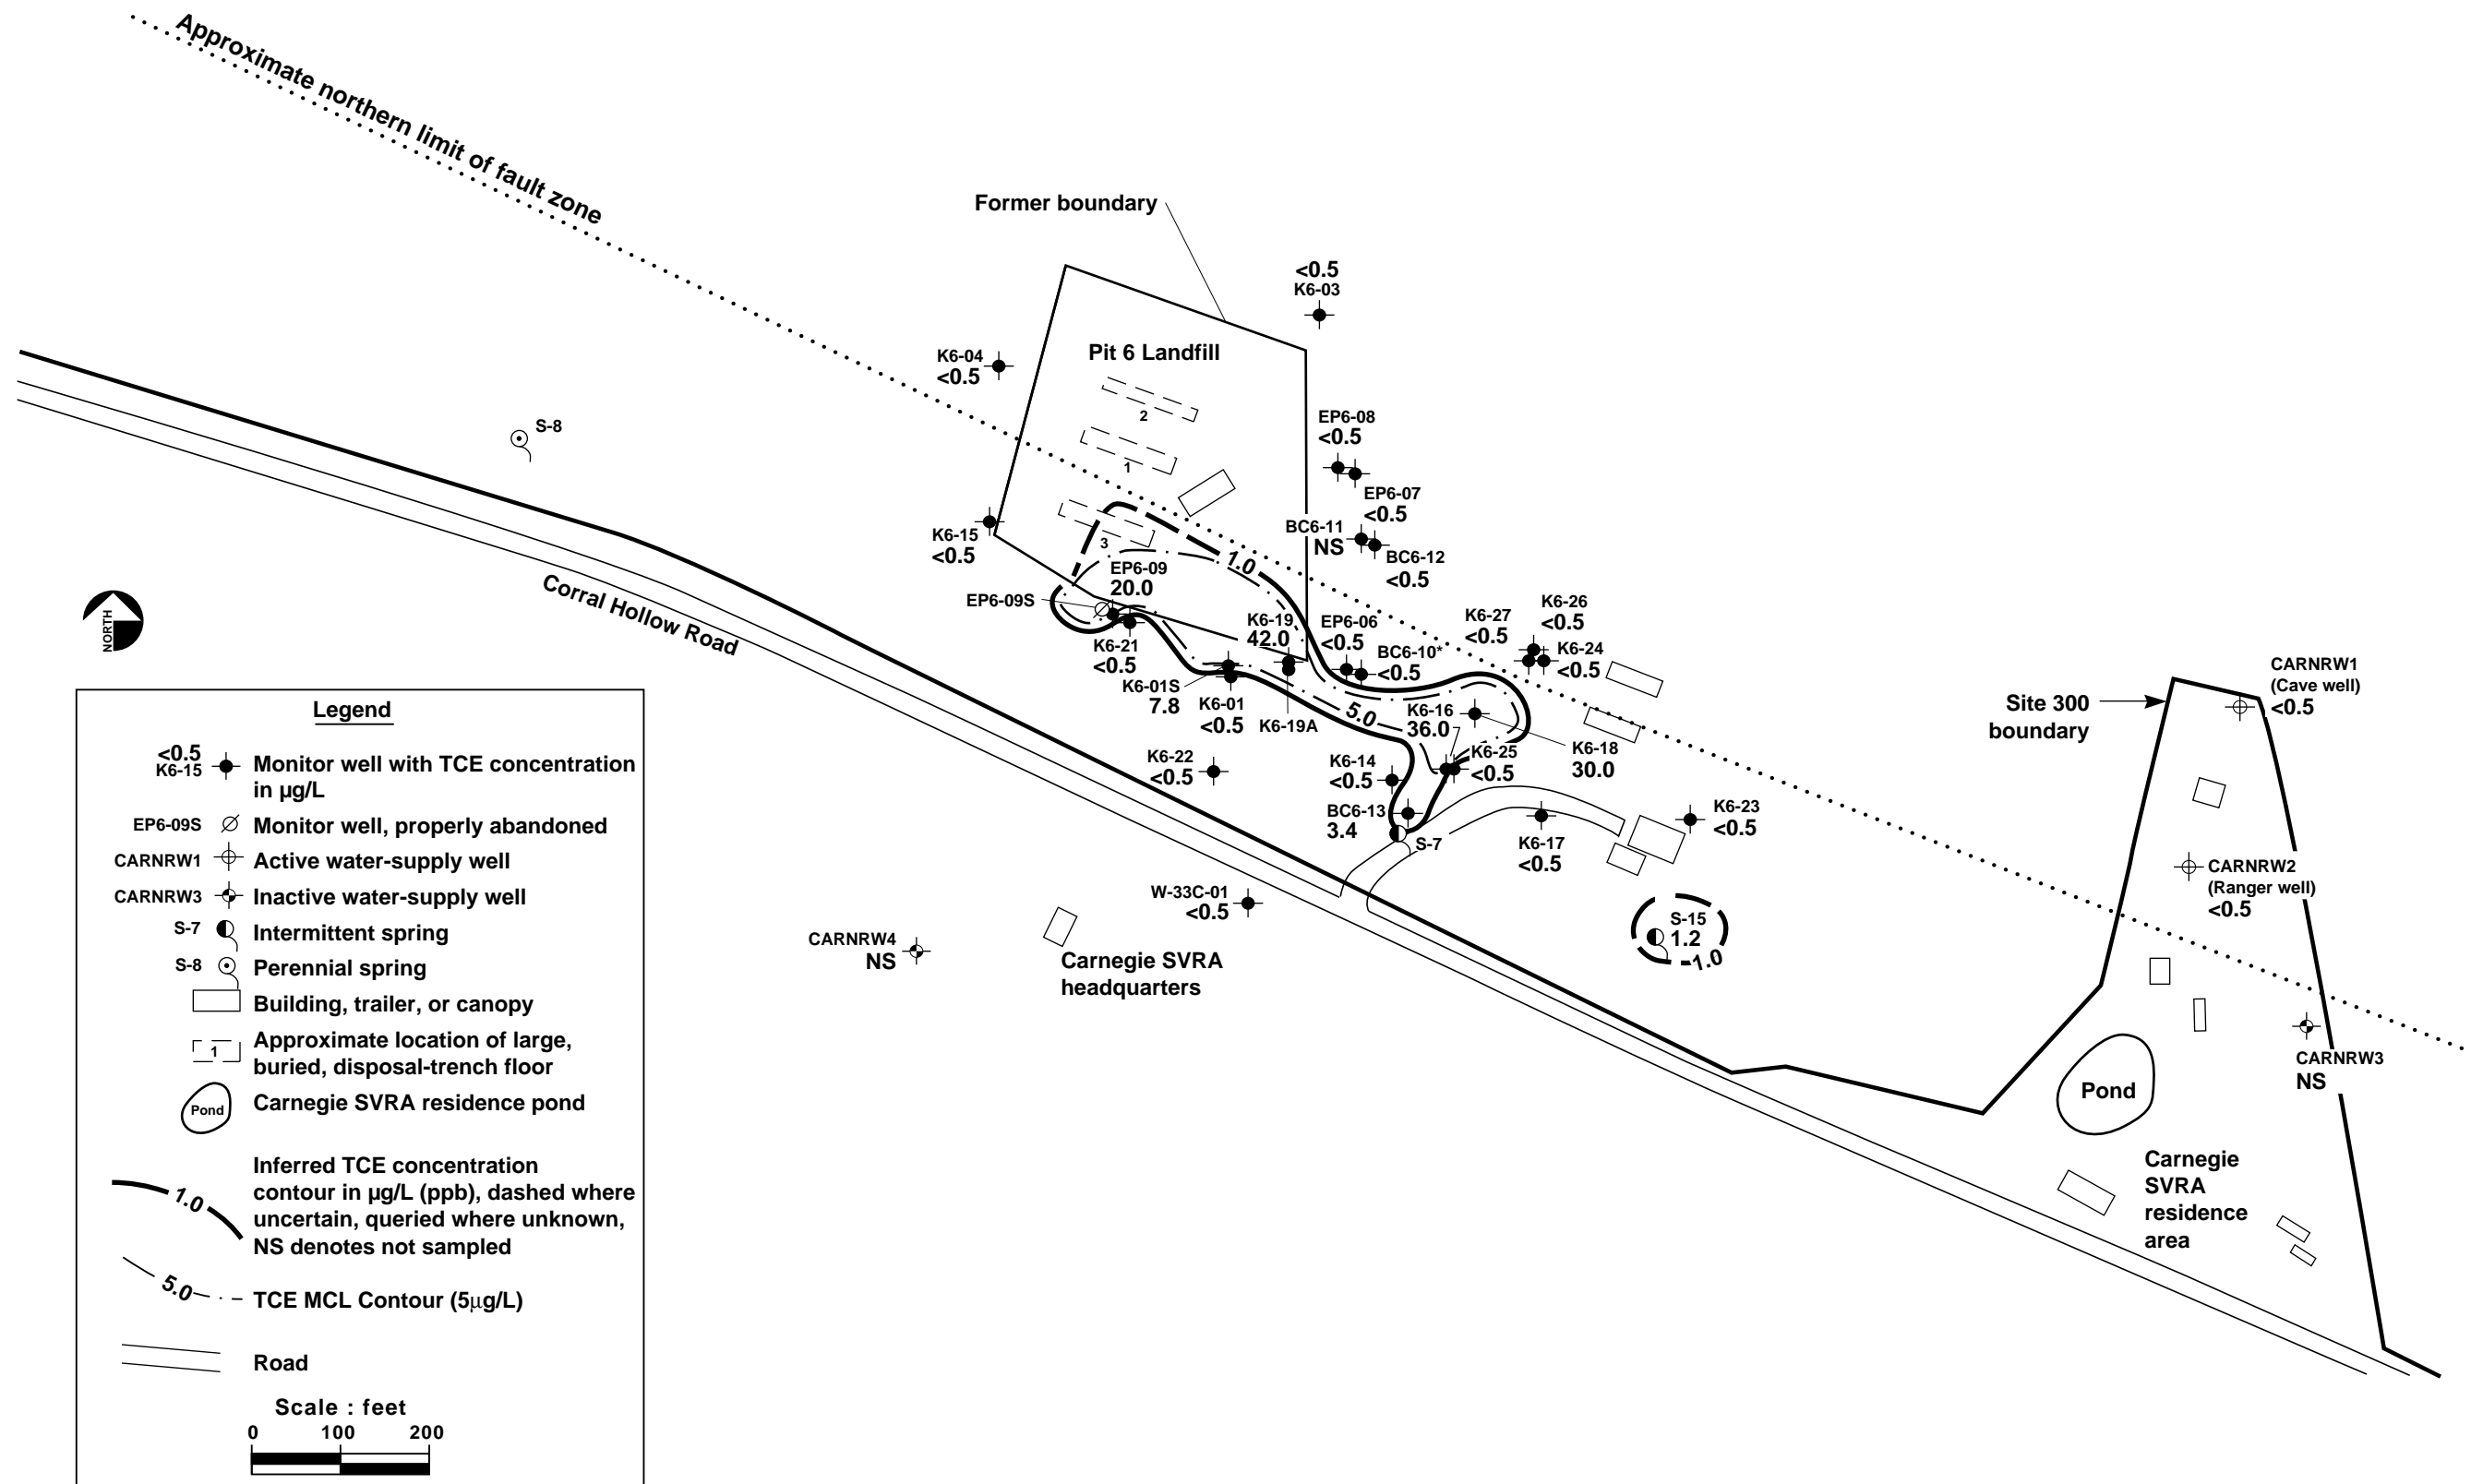 Approximate northern limit of fault zone
Former boundary
<0.5
K6-03
Pit 6 Landfill
K6-04
<0.5
2
S-8
EP6-08
<0.5
1
EP6-07
<0.5
K6-15
<0.5
3
BC6-11
NS
BC6-12
<0.5
1.0
EP6-09
20.0
EP6-09S
Corral Hollow Road
NORTH
K6-21
<0.5
K6-19
42.0
EP6-06
<0.5
BC6-10*
<0.5
K6-27
<0.5
K6-26
<0.5
K6-24
<0.5
K6-01S
7.8
K6-01
<0.5
K6-19A
5.0
K6-16
36.0
K6-18
30.0
K6-25
<0.5
K6-22
<0.5
K6-14
<0.5
BC6-13
3.4
S-7
K6-17
<0.5
K6-23
<0.5
W-33C-01
<0.5
CARNRW4
NS
Carnegie SVRA
headquarters
S-15
1.2
1.0
Site 300
boundary
CARNRW1
(Cave well)
<0.5
CARNRW2
(Ranger well)
<0.5
CARNRW3
NS
Pond
Carnegie
SVRA
residence
area
Legend
<0.5
K6-15
Monitor well with TCE concentration
in µg/L
EP6-09S Monitor well, properly abandoned
CARNRW1 Active water-supply well
CARNRW3 Inactive water-supply well
S-7 Intermittent spring
S-8 Perennial spring
Building, trailer, or canopy
1
Approximate location of large,
buried, disposal-trench floor
Pond Carnegie SVRA residence pond
1.0
Inferred TCE concentration
contour in µg/L (ppb), dashed where
uncertain, queried where unknown,
NS denotes not sampled
5.0 TCE MCL Contour (5µg/L)
Road
Scale : feet
0 100 200